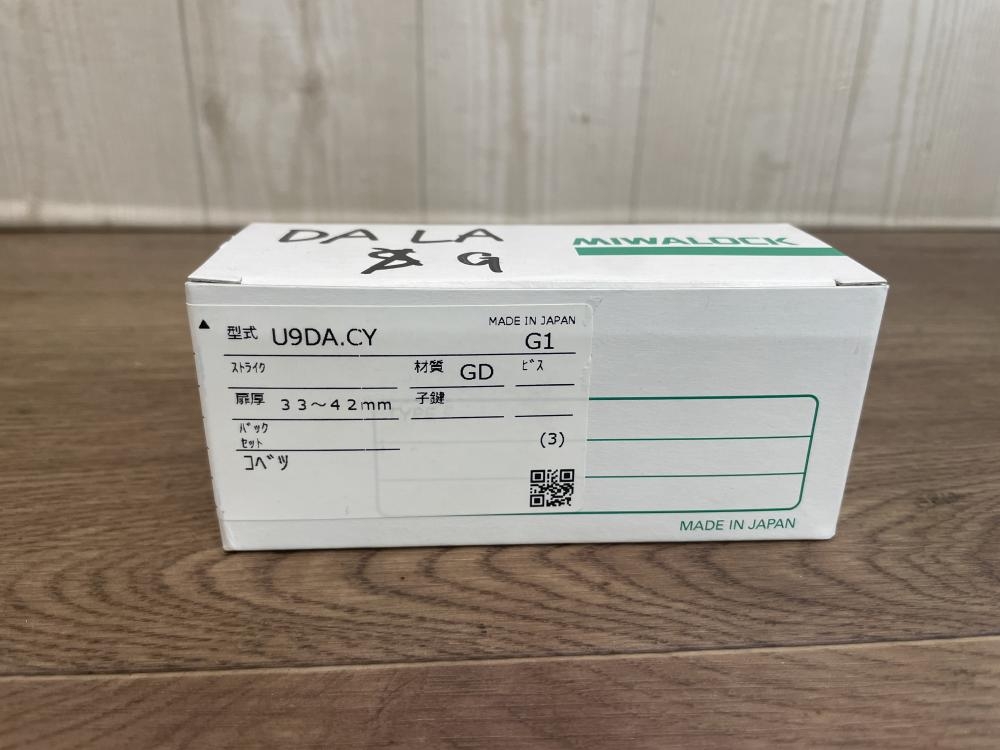 DA LA
G
MIWALOCK
MADE IN JAPAN
型式 U9DA.CY G1
ストライク 材質 GD ビス
扉厚 33～42mm 子鍵
バック
セット (3)
コベツ
MADE IN JAPAN